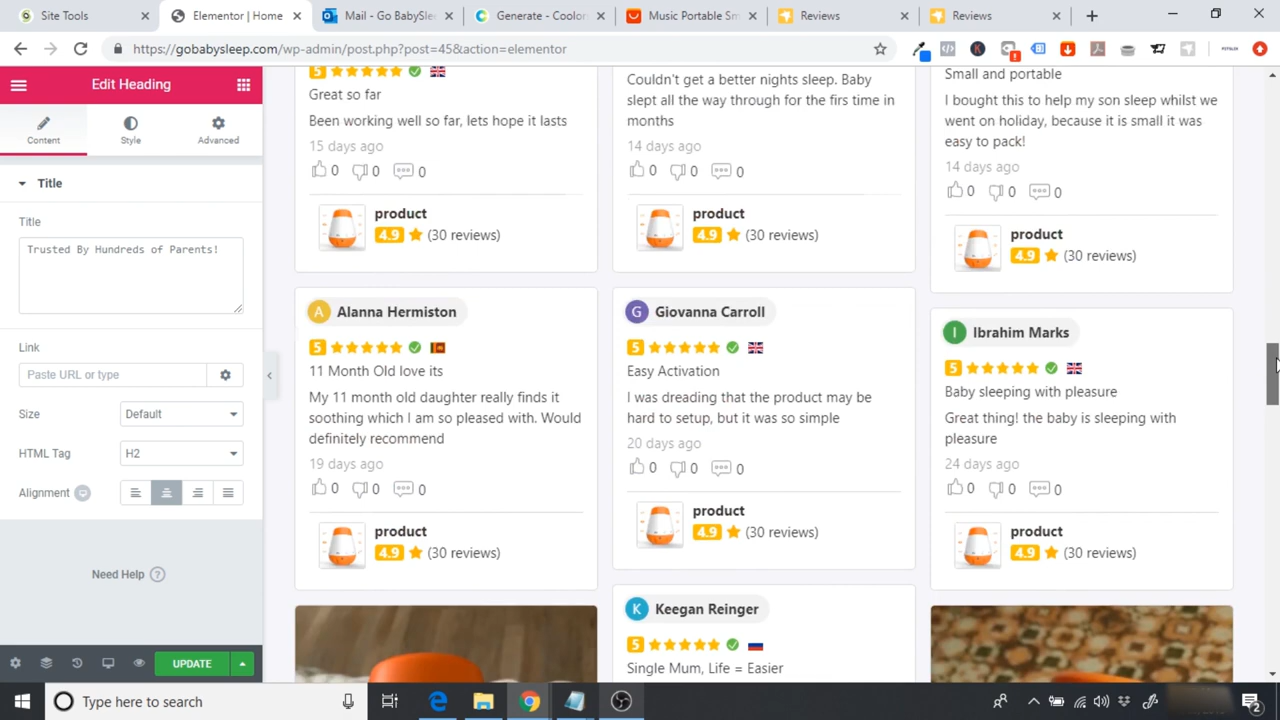 Site Tools
Elementor | Home
Mail - Go BabySle
Generate - Coolor
Music Portable Sm
Reviews
Reviews
https://gobabysleep.com/wp-admin/post.php?post=45&action=elementor
Edit Heading
Content
Style
Advanced
Title
Title
Trusted By Hundreds of Parents!
Link
Paste URL or type
Size
Default
HTML Tag
H2
Alignment
Need Help ?
UPDATE
5
Great so far
Been working well so far, lets hope it lasts
15 days ago
0 0 0
product
4.9 (30 reviews)
Alanna Hermiston
A
5
11 Month Old love its
My 11 month old daughter really finds it
soothing which I am so pleased with. Would
definitely recommend
19 days ago
0 0 0
product
4.9 (30 reviews)
Couldn't get a better nights sleep. Baby
slept all the way through for the firs time in
months
14 days ago
0 0 0
product
4.9 (30 reviews)
G
Giovanna Carroll
5
Easy Activation
I was dreading that the product may be
hard to setup, but it was so simple
20 days ago
0 0 0
product
4.9 (30 reviews)
K
Keegan Reinger
5
Single Mum, Life = Easier
Small and portable
I bought this to help my son sleep whilst we
went on holiday, because it is small it was
easy to pack!
14 days ago
0 0 0
product
4.9 (30 reviews)
I
Ibrahim Marks
5
Baby sleeping with pleasure
Great thing! the baby is sleeping with
pleasure
24 days ago
0 0 0
product
4.9 (30 reviews)
Type here to search
2